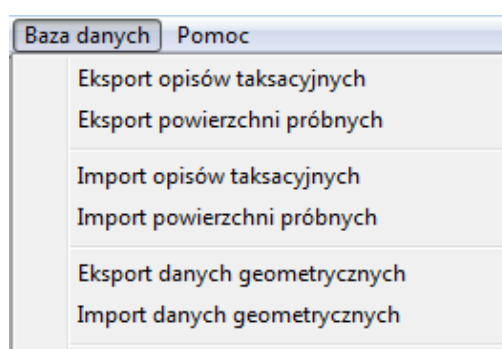 Baza danych Pomoc
Eksport opisów taksacyjnych
Eksport powierzchni próbnych
Import opisów taksacyjnych
Import powierzchni próbnych
Eksport danych geometrycznych
Import danych geometrycznych